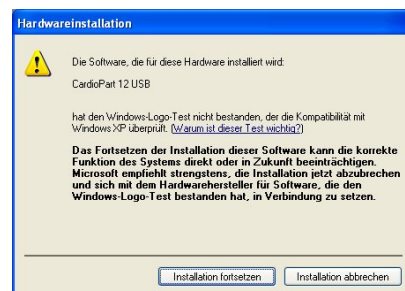 Hardwareinstallation
Die Software, die für diese Hardware installiert wird:
CardioPart 12 USB
hat den Windows-Logo-Test nicht bestanden, der die Kompatibilität mit
Windows XP überprüft. (Warum ist dieser Test wichtig?)
Das Fortsetzen der Installation dieser Software kann die korrekte
Funktion des Systems direkt oder in Zukunft beeinträchtigen.
Microsoft empfiehlt strengstens, die Installation jetzt abzubrechen
und sich mit dem Hardwarehersteller für Software, die den
Windows-Logo-Test bestanden hat, in Verbindung zu setzen.
Installation fortsetzen Installation abbrechen